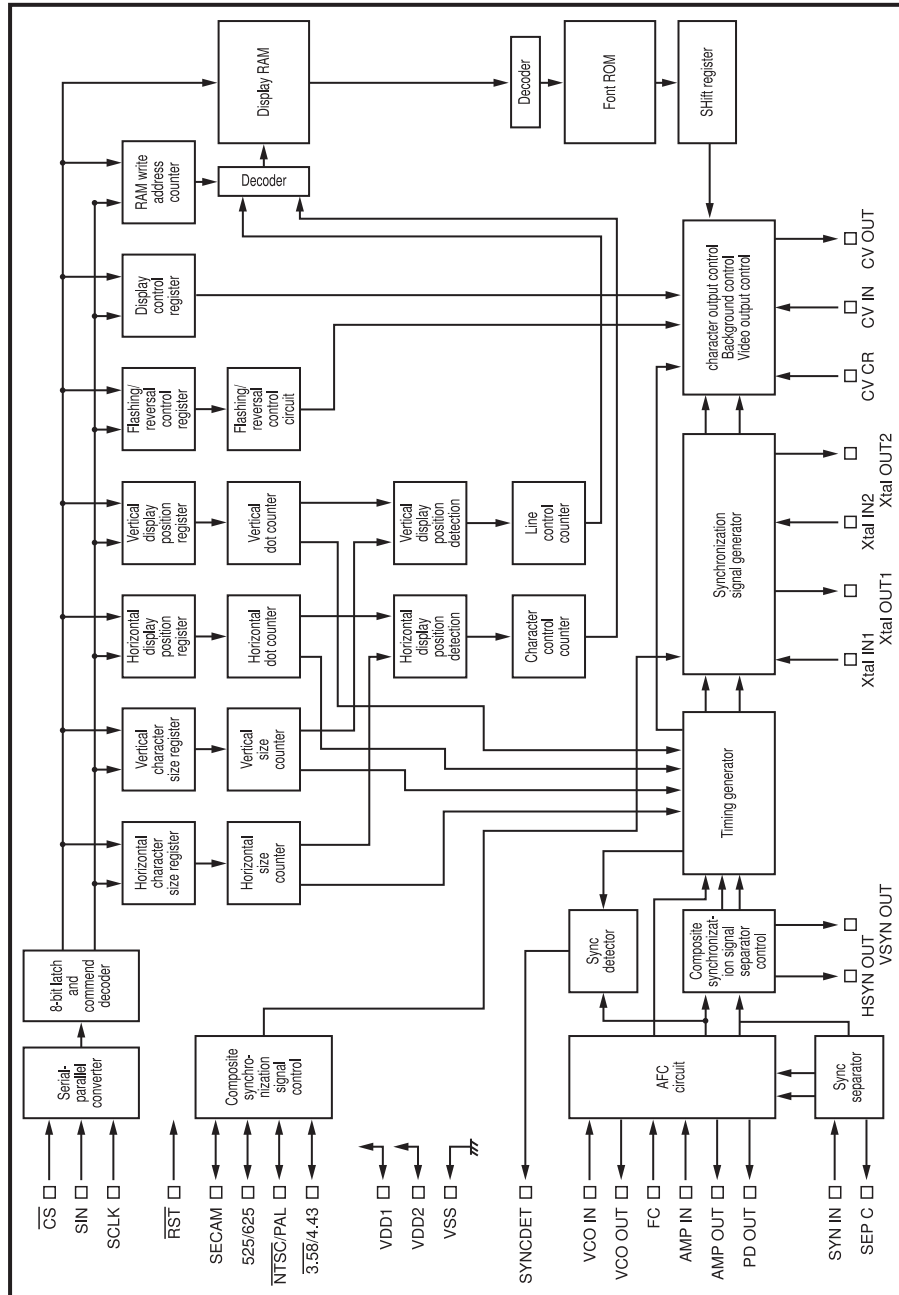 CS
SIN
SCLK
RST
SECAM
525/625
NTSC/PAL
3.58/4.43
VDD1
VDD2
VSS
SYNCDET
VCO IN
VCO OUT
FC
AMP IN
AMP OUT
PD OUT
SYN IN
SEP C
Serial-
parallel
converter
8-bit latch
and
commend
decoder
Composite
synchro-
nization
signal
control
AFC
circuit
Sync
separator
Sync
detector
Composite
synchronizat-
ion signal
separator
control
HSYN OUT
VSYN OUT
Horizontal
character
size register
Vertical
character
size register
Horizontal
display
position
register
Vertical
display
position
register
Flashing/
reversal
control
register
Display
control
register
RAM write
address
counter
Horizontal
size
counter
Vertical
size
counter
Horizontal
dot counter
Vertical
dot counter
Flashing/
reversal
control
circuit
Decoder
Display RAM
Horizontal
display
position
detection
Vertical
display
position
detection
Character
control
counter
Line
control
counter
Decoder
Font ROM
SHift register
Timing generator
Synchronization
signal generator
character output control
Background control
Video output control
Xtal IN1
Xtal OUT1
Xtal IN2
Xtal OUT2
CV CR
CV IN
CV OUT